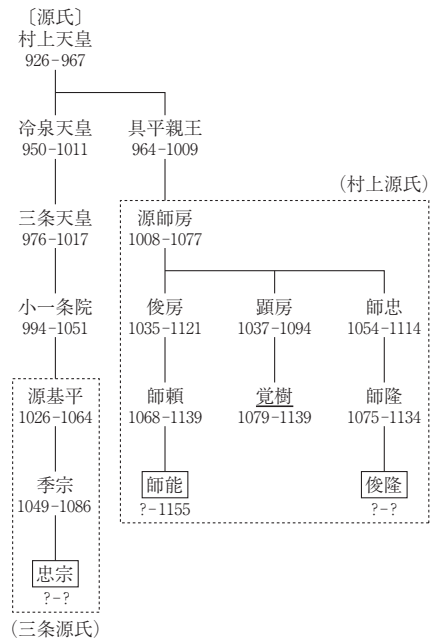 〔源氏〕
村上天皇
926-967
冷泉天皇 具平親王
950-1011 964-1009
(村上源氏)
三条天皇 源師房
976-1017 1008-1077
小一条院 俊房 顕房 師忠
994-1051 1035-1121 1037-1094 1054-1114
源基平 師頼 覚樹 師隆
1026-1064 1068-1139 1079-1139 1075-1134
季宗 師能 俊隆
1049-1086 ?-1155 ?-?
忠宗
?-?
(三条源氏)